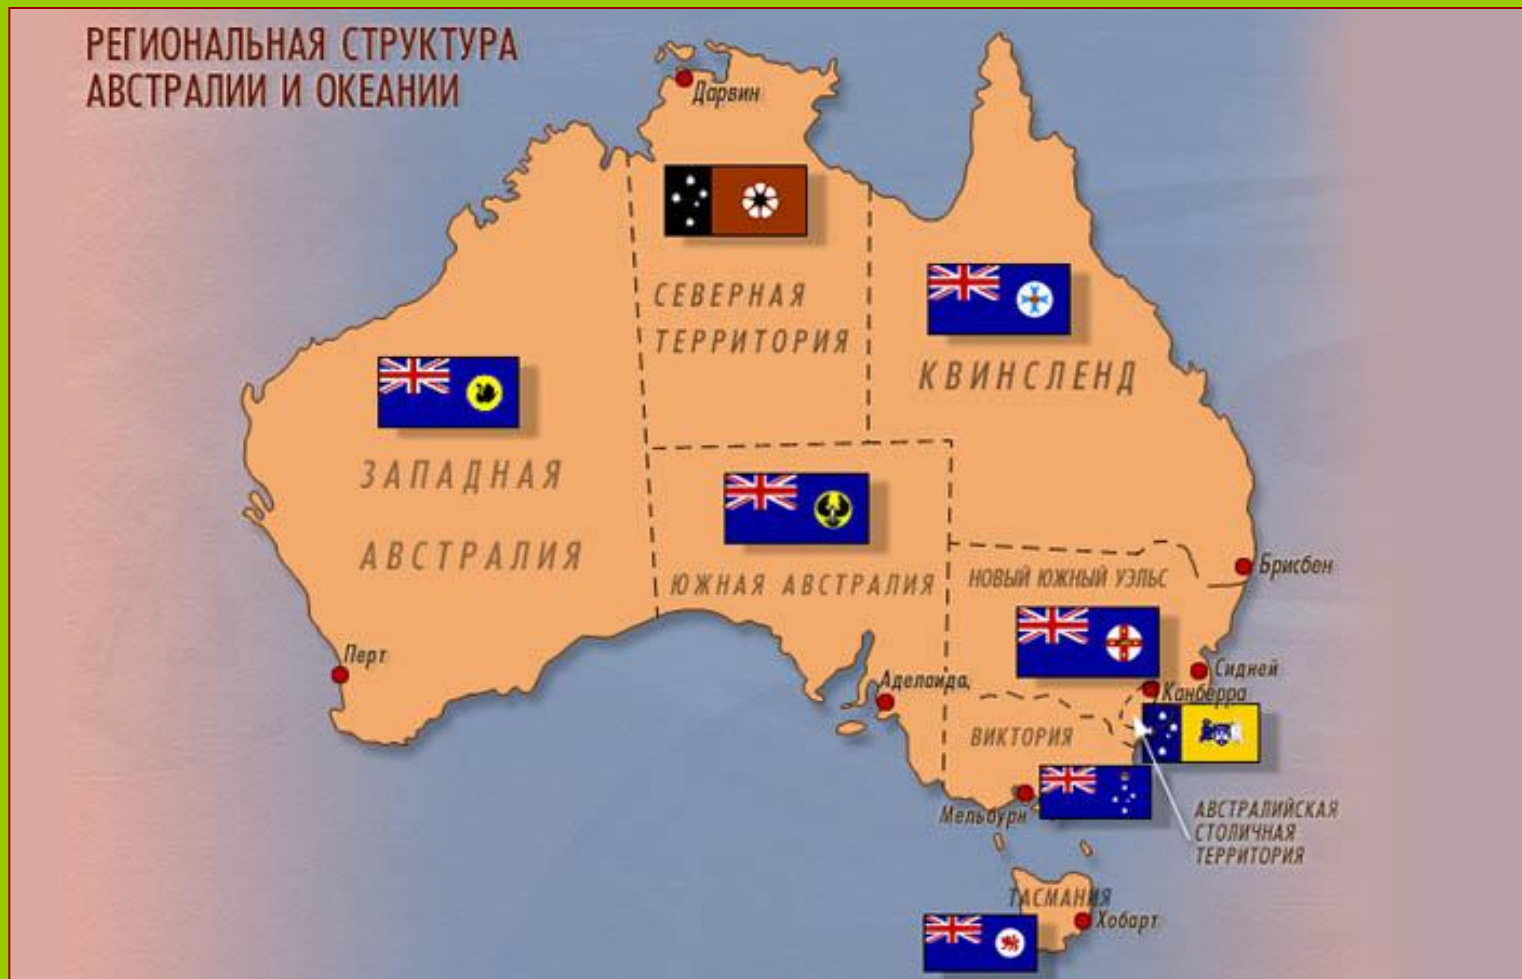 РЕГИОНАЛЬНАЯ СТРУКТУРА
АВСТРАЛИИ И ОКЕАНИИ
Дарвин
СЕВЕРНАЯ
ТЕРРИТОРИЯ
КВИНСЛЕНД
ЗАПАДНАЯ
АВСТРАЛИЯ
ЮЖНАЯ АВСТРАЛИЯ
НОВЫЙ ЮЖНЫЙ УЭЛЬС
Брисбен
Перт
Сидней
Аделаида
Канберра
ВИКТОРИЯ
Мельбурн
АВСТРАЛИЙСКАЯ
СТОЛИЧНАЯ
ТЕРРИТОРИЯ
ТАСМАНИЯ
Хобарт